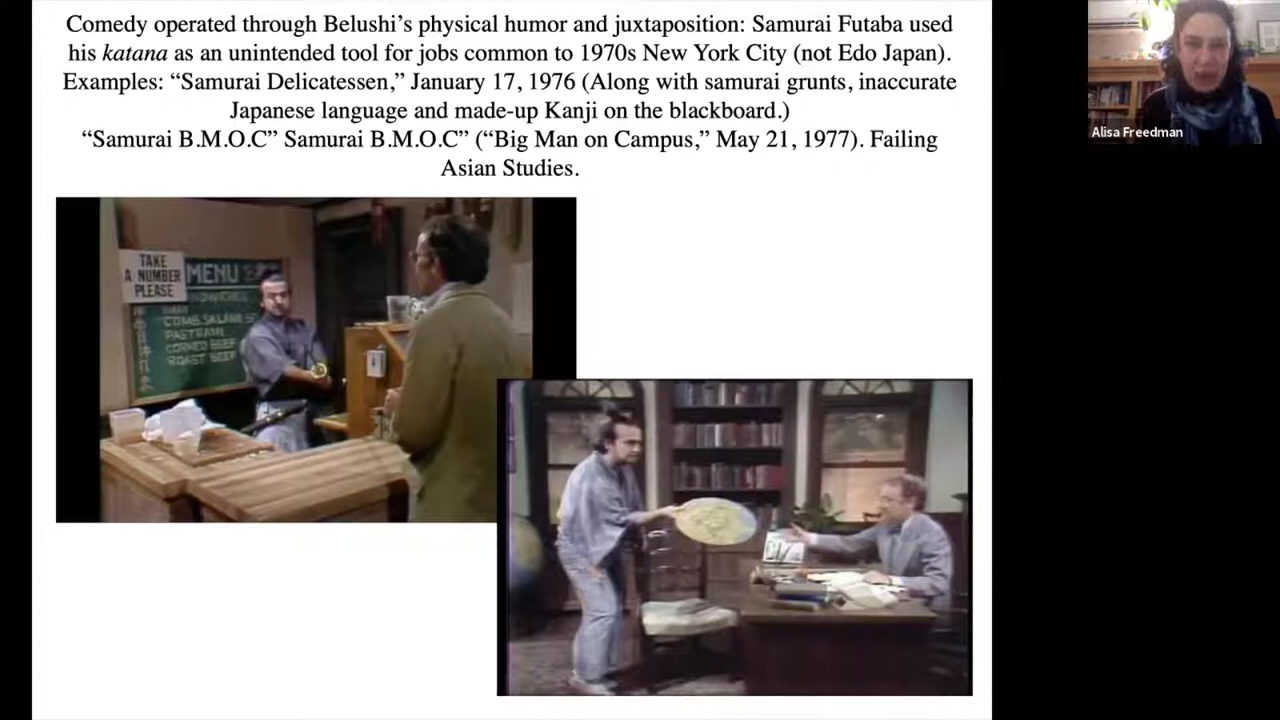 Comedy operated through Belushi’s physical humor and juxtaposition: Samurai Futaba used
his katana as an unintended tool for jobs common to 1970s New York City (not Edo Japan).
Examples: “Samurai Delicatessen,” January 17, 1976 (Along with samurai grunts, inaccurate
Japanese language and made-up Kanji on the blackboard.)
“Samurai B.M.O.C” Samurai B.M.O.C” (“Big Man on Campus,” May 21, 1977). Failing
Asian Studies.
Alisa Freedman
TAKE
A NUMBER
PLEASE
MENU
COMB. SALAMI
PASTRAMI
CORNED BEEF
ROAST BEEF